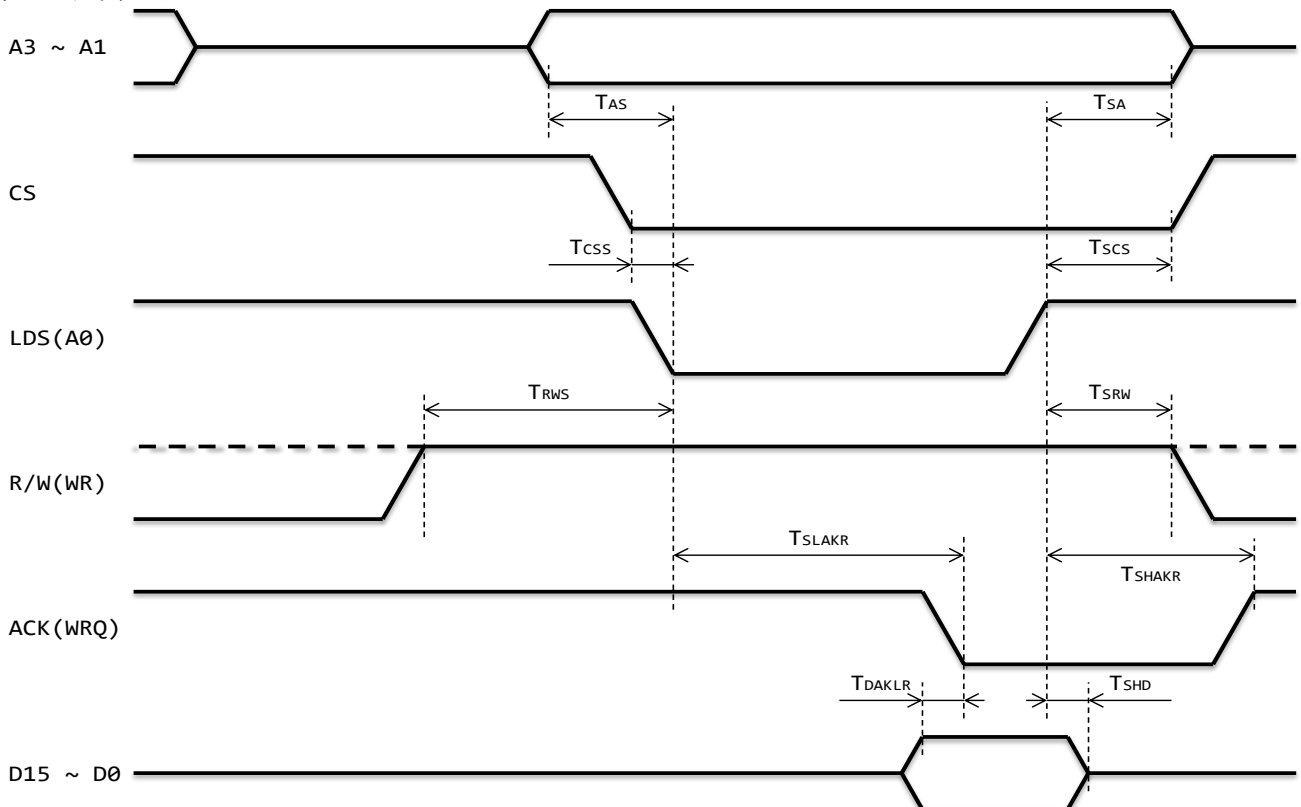 A3 ~ A1
TAS
TSA
CS
TCSS
TSCS
LDS(A0)
TRWS
TSRW
R/W(WR)
TSLAKR
TSHAKR
ACK(WRQ)
TDAKLR
TSHD
D15 ~ D0